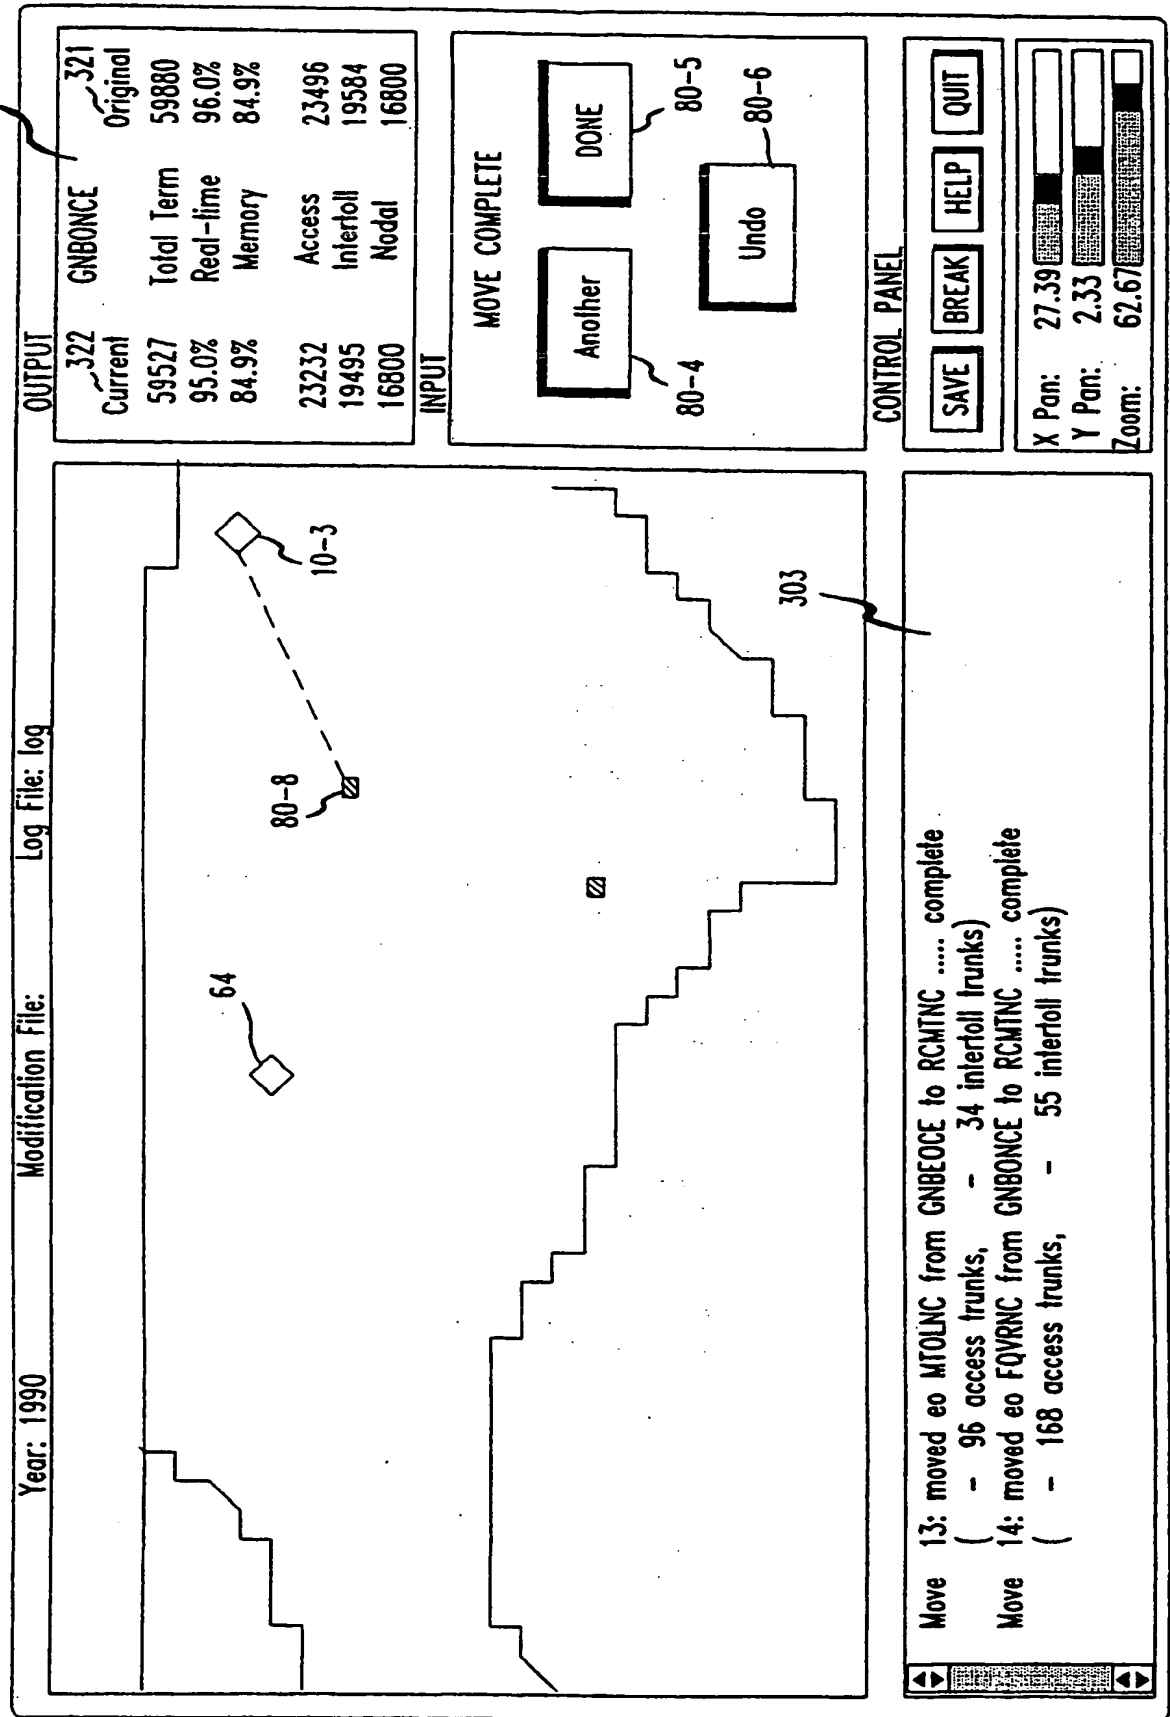 Year: 1990 Modification File: Log File: log
OUTPUT
322 321
Current GNBONCE Original
59527 Total Term 59880
95.0% Real-time 96.0%
84.9% Memory 84.9%
23232 Access 23496
19495 Intertoll 19584
16800 Nodal 16800
10-3
80-8
64
INPUT
MOVE COMPLETE
Another DONE
80-4 80-5
Undo
80-6
303
Move 13: moved eo MTOLNC from GNBEOCE to RCMTNC ..... complete
( - 96 access trunks, - 34 intertoll trunks)
Move 14: moved eo FQVRNC from GNBONCE to RCMTNC ..... complete
( - 168 access trunks, - 55 intertoll trunks)
CONTROL PANEL
SAVE BREAK HELP QUIT
X Pan: 27.39
Y Pan: 2.33
Zoom: 62.67